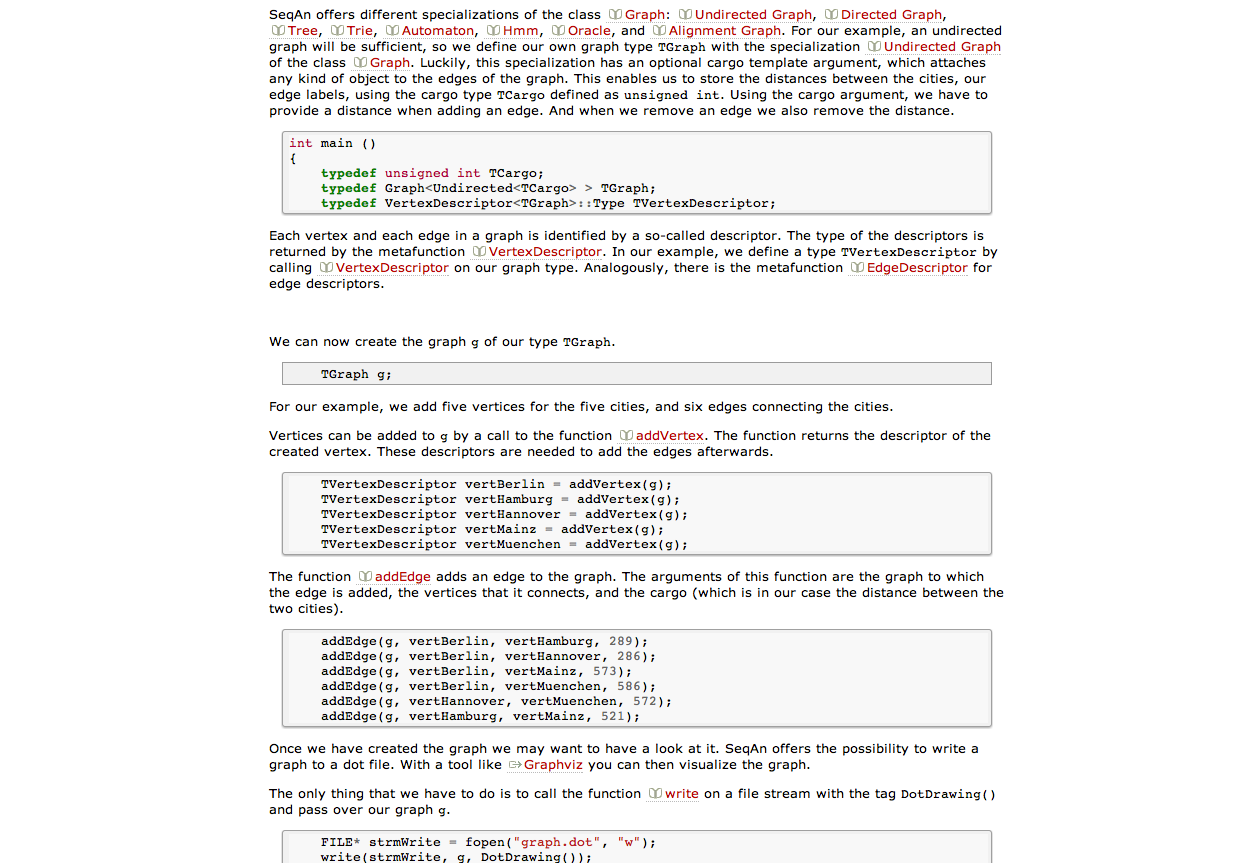 SeqAn offers different specializations of the class Graph: Undirected Graph, Directed Graph,
Tree, Trie, Automaton, Hmm, Oracle, and Alignment Graph. For our example, an undirected
graph will be sufficient, so we define our own graph type TGraph with the specialization Undirected Graph
of the class Graph. Luckily, this specialization has an optional cargo template argument, which attaches
any kind of object to the edges of the graph. This enables us to store the distances between the cities, our
edge labels, using the cargo type TCargo defined as unsigned int. Using the cargo argument, we have to
provide a distance when adding an edge. And when we remove an edge we also remove the distance.
int main ()
{
typedef unsigned int TCargo;
typedef Graph<Undirected<TCargo> > TGraph;
typedef VertexDescriptor<TGraph>::Type TVertexDescriptor;
Each vertex and each edge in a graph is identified by a so-called descriptor. The type of the descriptors is
returned by the metafunction VertexDescriptor. In our example, we define a type TVertexDescriptor by
calling VertexDescriptor on our graph type. Analogously, there is the metafunction EdgeDescriptor for
edge descriptors.
We can now create the graph g of our type TGraph.
TGraph g;
For our example, we add five vertices for the five cities, and six edges connecting the cities.
Vertices can be added to g by a call to the function addVertex. The function returns the descriptor of the
created vertex. These descriptors are needed to add the edges afterwards.
TVertexDescriptor vertBerlin = addVertex(g);
TVertexDescriptor vertHamburg = addVertex(g);
TVertexDescriptor vertHannover = addVertex(g);
TVertexDescriptor vertMainz = addVertex(g);
TVertexDescriptor vertMuenchen = addVertex(g);
The function addEdge adds an edge to the graph. The arguments of this function are the graph to which
the edge is added, the vertices that it connects, and the cargo (which is in our case the distance between the
two cities).
addEdge(g, vertBerlin, vertHamburg, 289);
addEdge(g, vertBerlin, vertHannover, 286);
addEdge(g, vertBerlin, vertMainz, 573);
addEdge(g, vertBerlin, vertMuenchen, 586);
addEdge(g, vertHannover, vertMuenchen, 572);
addEdge(g, vertHamburg, vertMainz, 521);
Once we have created the graph we may want to have a look at it. SeqAn offers the possibility to write a
graph to a dot file. With a tool like Graphviz you can then visualize the graph.
The only thing that we have to do is to call the function write on a file stream with the tag DotDrawing()
and pass over our graph g.
FILE* strmWrite = fopen("graph.dot", "w");
write(strmWrite, g, DotDrawing());